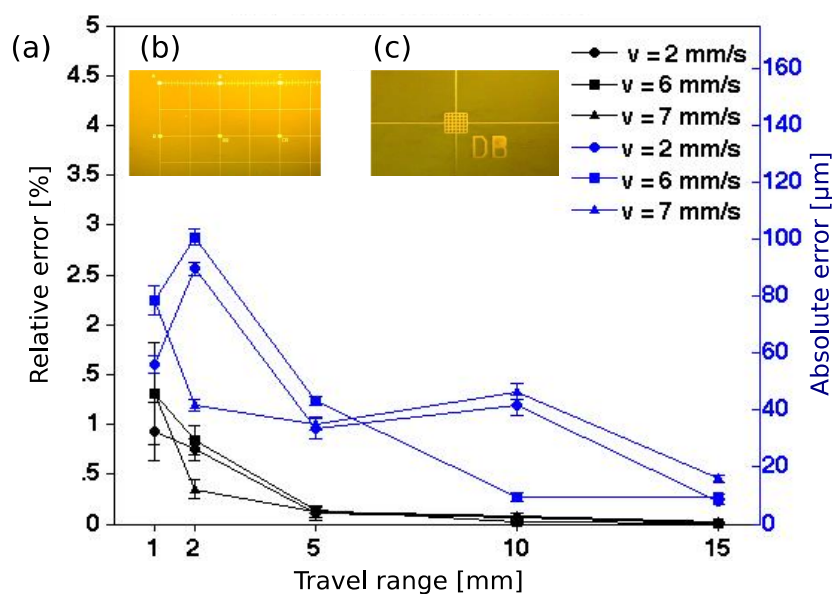 (a)
(b)
(c)
5
4.5
4
3.5
3
2.5
2
.5
1
.5
0
Relative error [%]
v = 2 mm/s
v = 6 mm/s
v = 7 mm/s
v = 2 mm/s
v = 6 mm/s
v = 7 mm/s
DB
160
140
120
100
80
60
40
20
0
Absolute error [µm]
1 2 5 10 15
Travel range [mm]